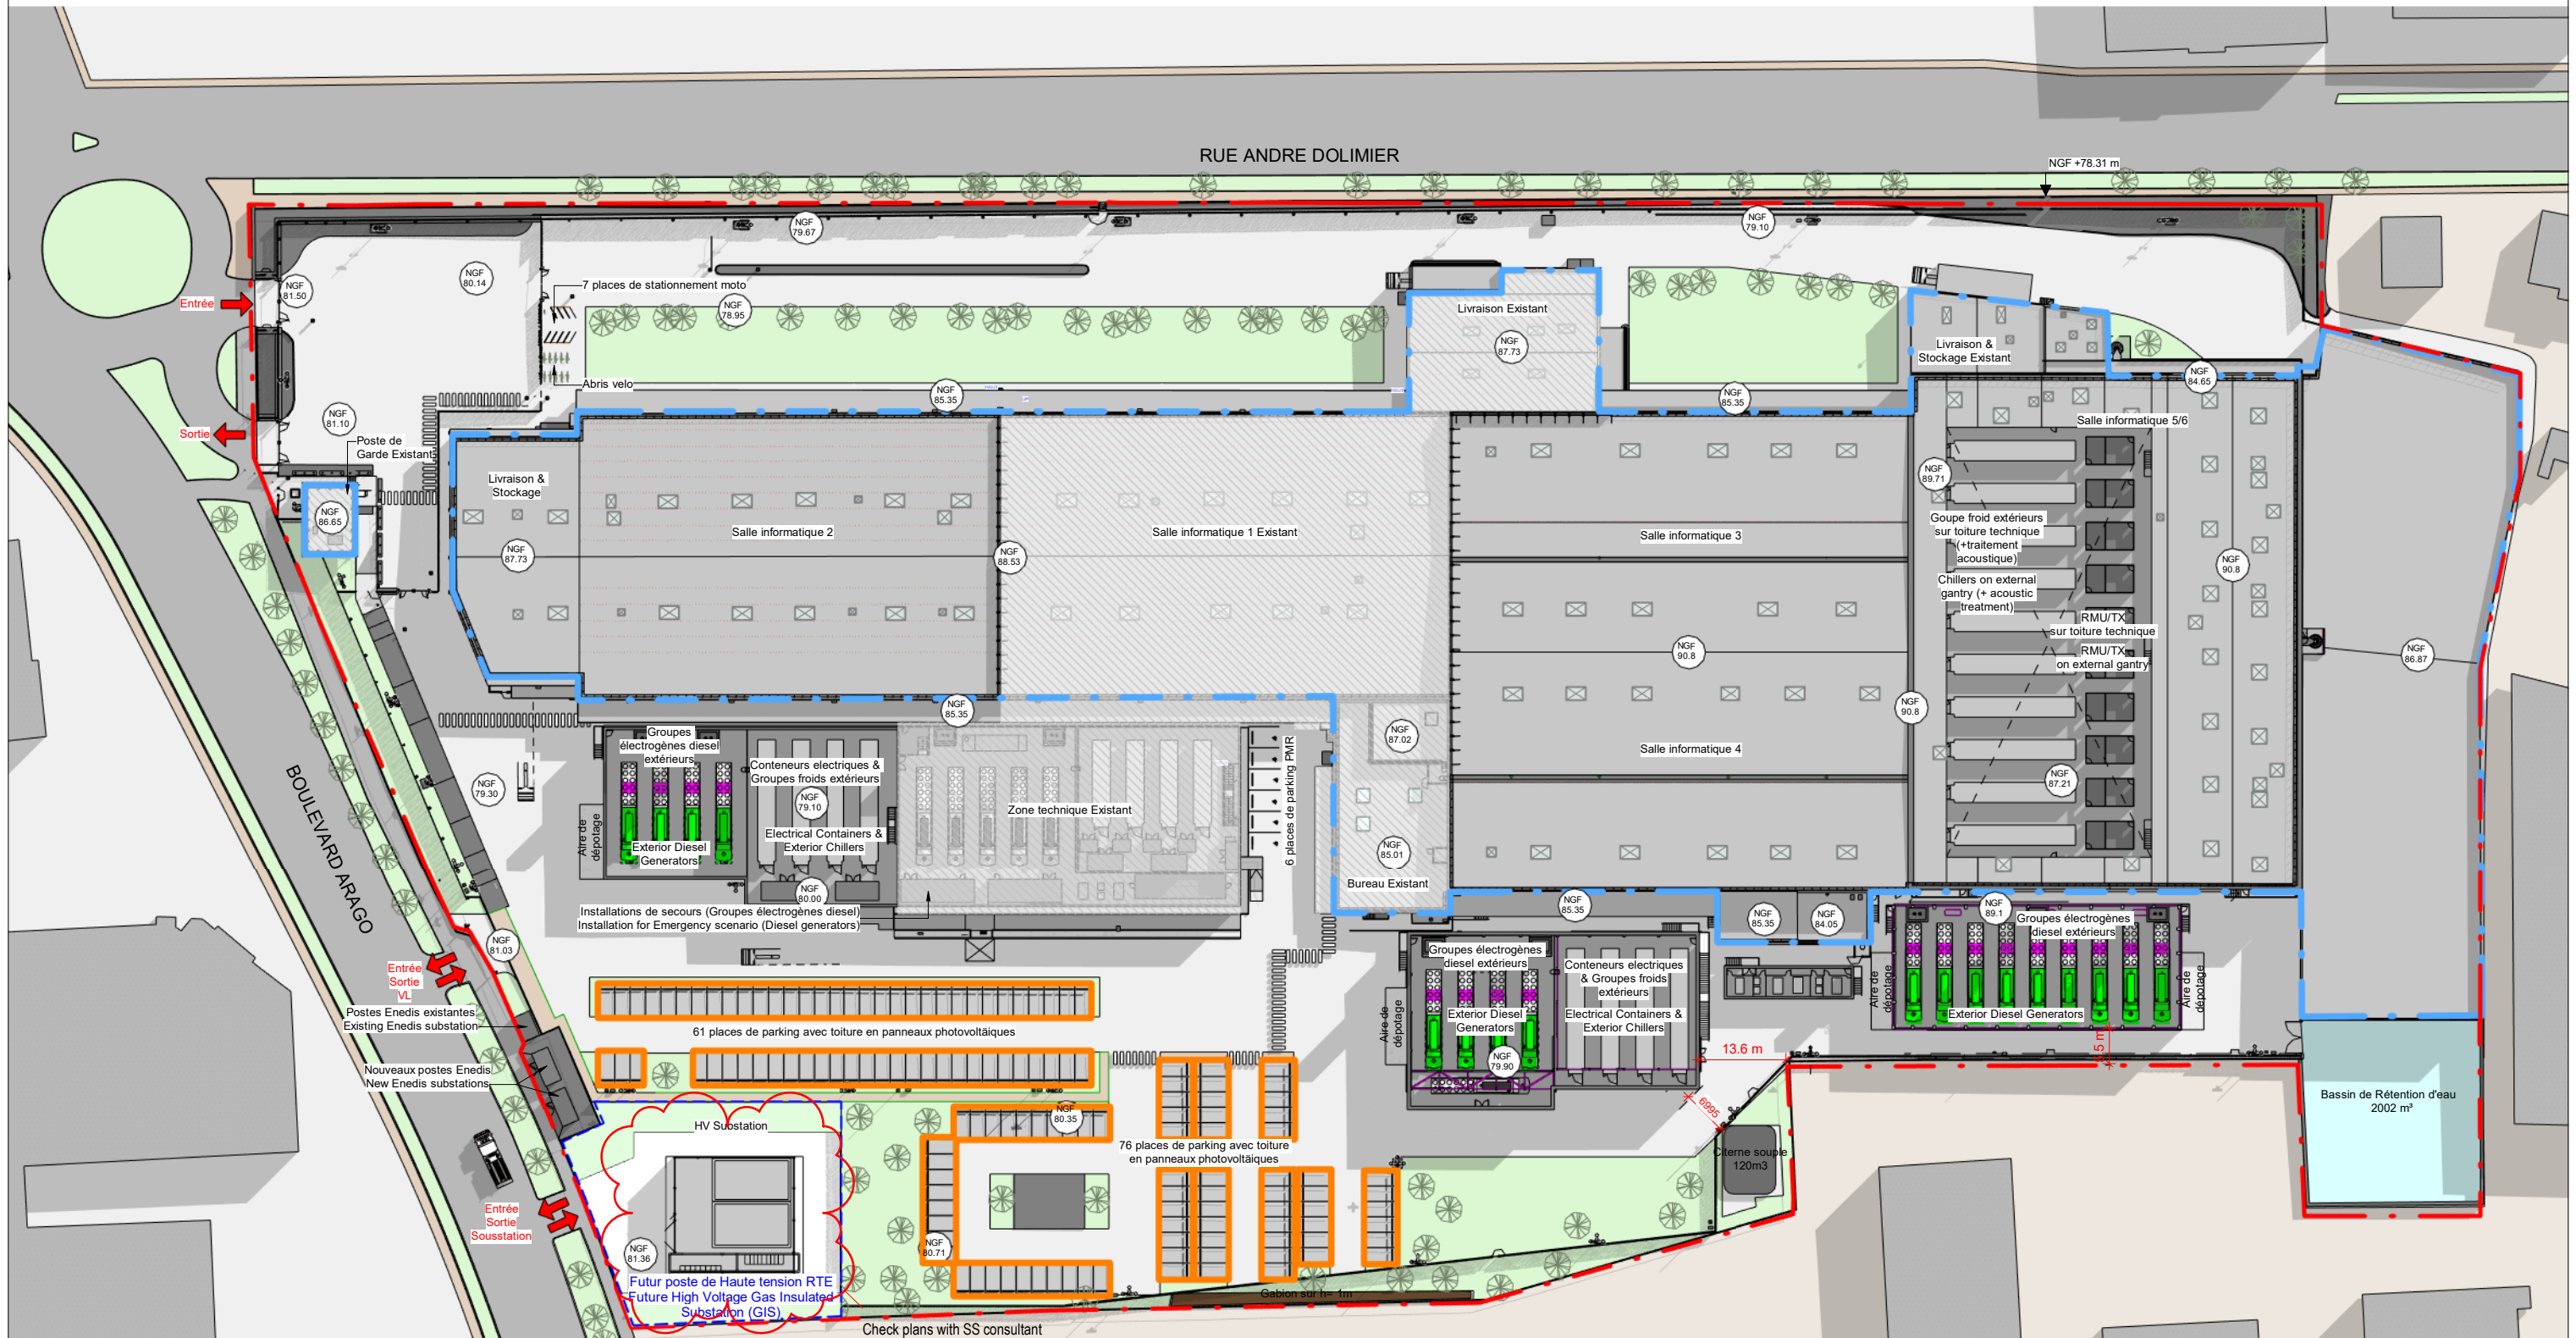 RUE ANDRE DOLIMIER
NGF +78.31 m
NGF
79.67
NGF
79.10
NGF
80.14
NGF
81.50
Entrée
7 places de stationnement moto
NGF
78.95
Livraison Existant
NGF
87.73
Livraison &
Stockage Existant
NGF
84.65
Abris velo
NGF
85.35
NGF
85.35
NGF
81.10
Sortie
Poste de
Garde Existant
NGF
86.65
Livraison &
Stockage
NGF
87.73
Salle informatique 2
NGF
88.53
Salle informatique 1 Existant
Salle informatique 3
Salle informatique 5/6
NGF
89.71
Goupe froid extérieurs
sur toiture technique
(+traitement
acoustique)
Chillers on external
gantry (+ acoustic
treatment)
RMU/TX
sur toiture technique
RMU/TX
on external gantry
NGF
90.8
NGF
86.87
NGF
90.8
NGF
90.8
NGF
87.21
Salle informatique 4
NGF
85.35
NGF
87.02
NGF
85.01
Bureau Existant
BOULEVARD ARAGO
NGF
79.30
Groupes
électrogènes diesel
extérieurs
Exterior Diesel
Generators
Aire de
dépotage
Conteneurs electriques &
Groupes froids extérieurs
NGF
79.10
Electrical Containers &
Exterior Chillers
NGF
80.00
Zone technique Existant
6 places de parking PMR
Installations de secours (Groupes électrogènes diesel)
Installation for Emergency scenario (Diesel generators)
NGF
85.35
NGF
85.35
NGF
84.05
NGF
89.1
Groupes électrogènes
diesel extérieurs
Exterior Diesel Generators
Aire de
dépotage
Aire de
dépotage
Groupes électrogènes
diesel extérieurs
Exterior Diesel
Generators
NGF
79.90
Aire de
dépotage
Conteneurs electriques
& Groupes froids
extérieurs
Electrical Containers &
Exterior Chillers
13.6 m
5.5 m
6995
NGF
81.03
Entrée
Sortie
VL
Postes Enedis existantes
Existing Enedis substation
Nouveaux postes Enedis
New Enedis substations
61 places de parking avec toiture en panneaux photovoltäiques
HV Substation
NGF
80.35
76 places de parking avec toiture
en panneaux photovoltäiques
Citerne souple
120m3
Bassin de Rétention d'eau
2002 m³
Entrée
Sortie
Sousstation
NGF
81.36
NGF
80.71
Futur poste de Haute tension RTE
Future High Voltage Gas Insulated
Substation (GIS)
Gabion sur h= 1m
Check plans with SS consultant